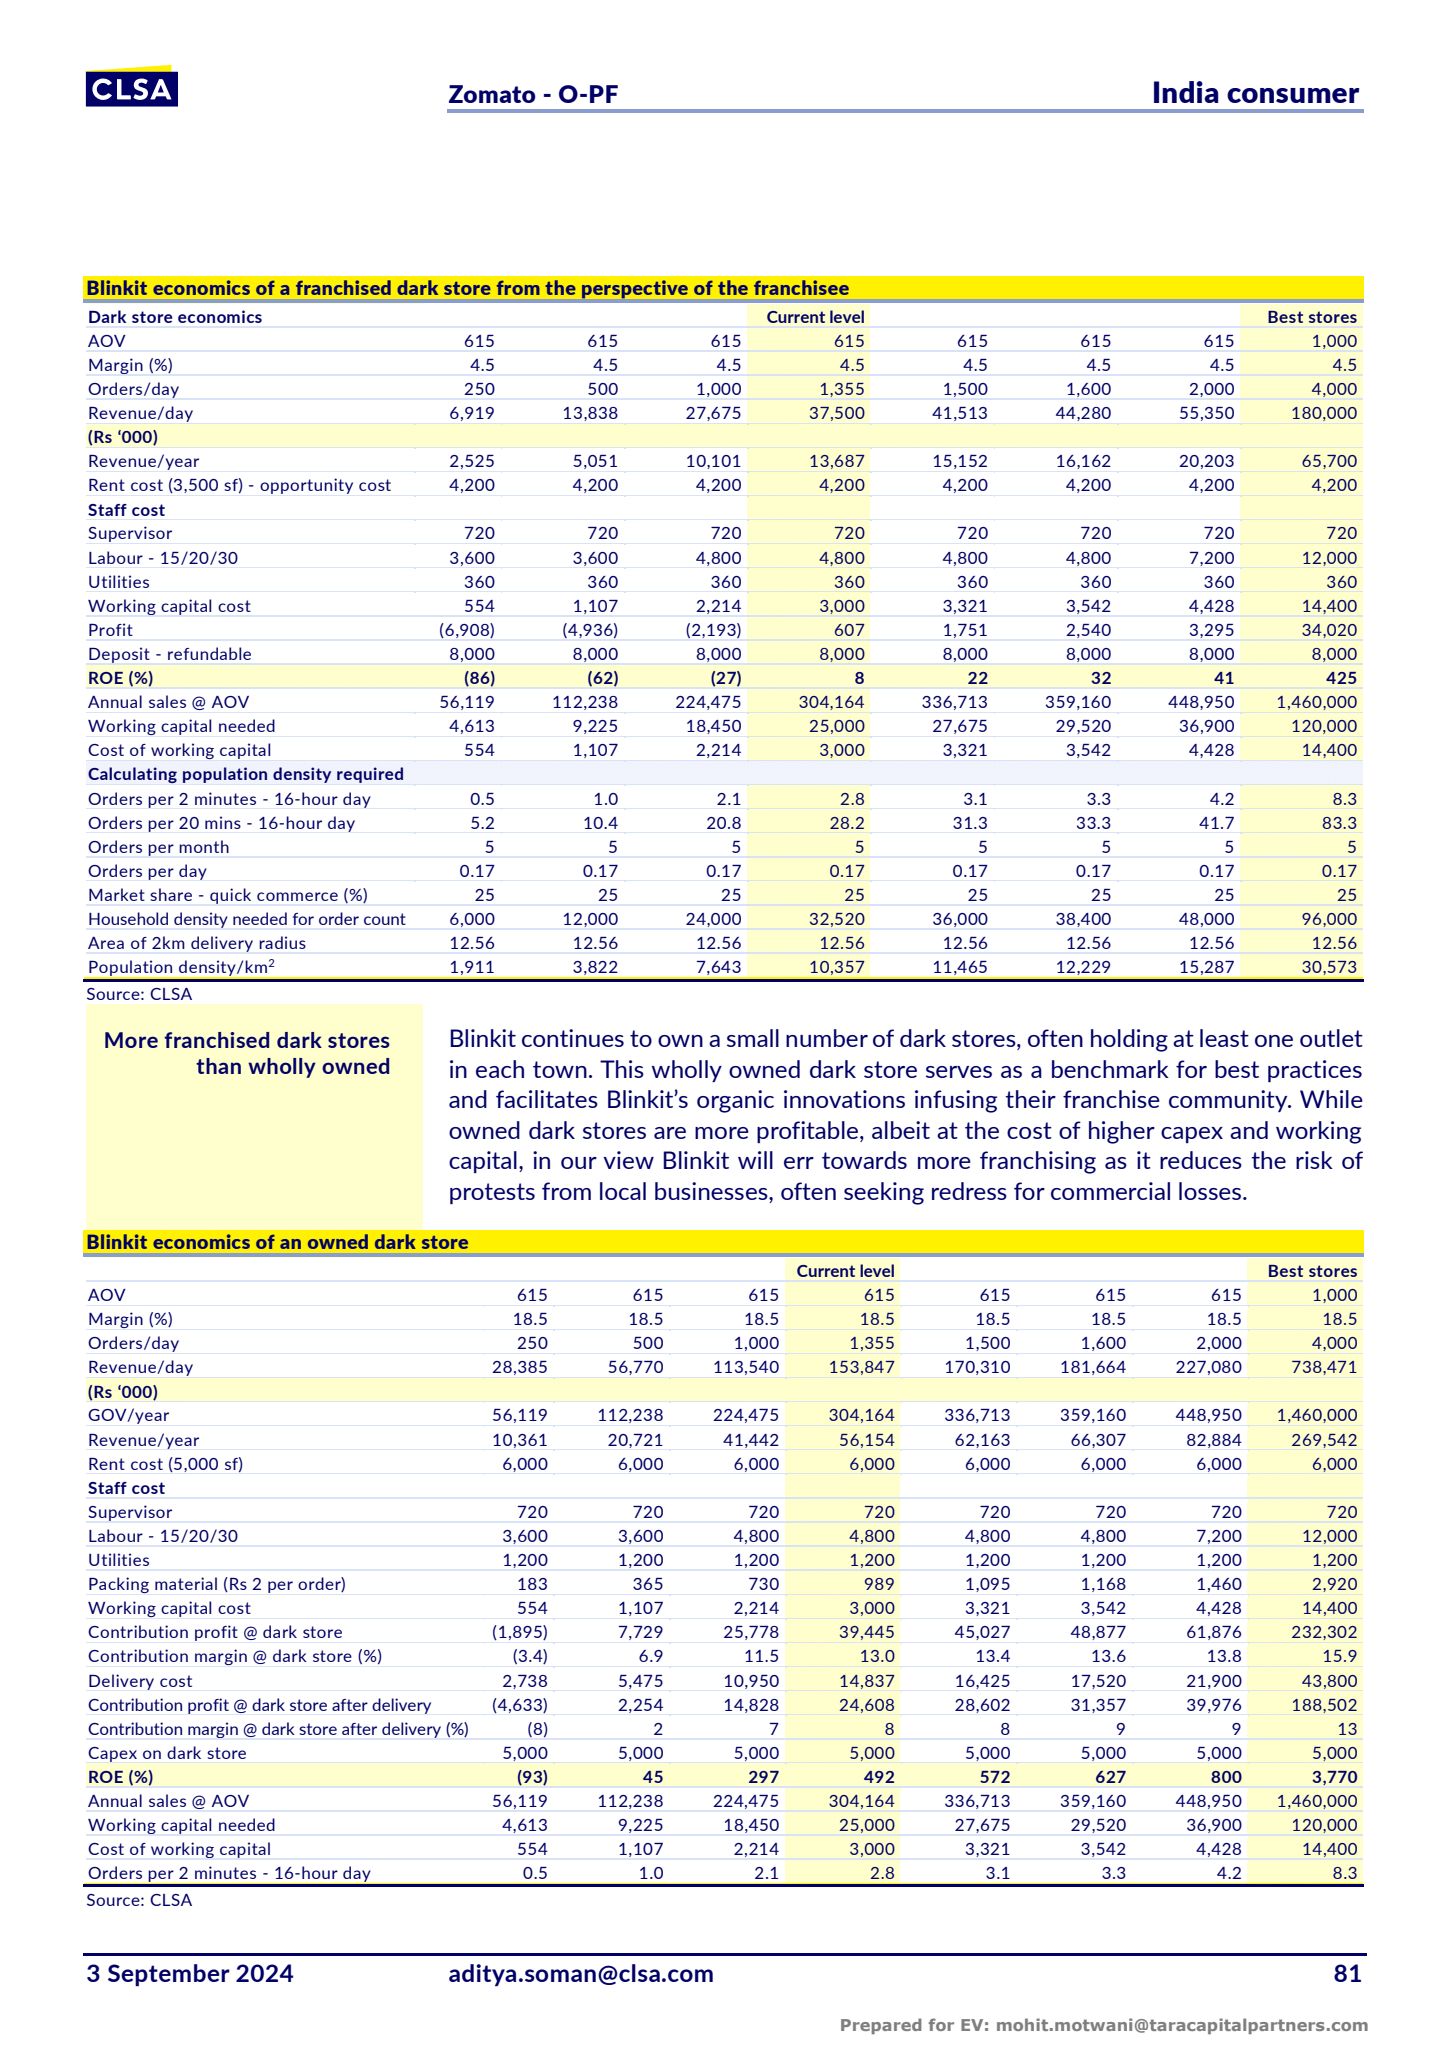 CLSA
Zomato - O-PF
India consumer
Blinkit economics of a franchised dark store from the perspective of the franchisee
Dark store economics Current level Best stores
AOV 615 615 615 615 615 615 615 1,000
Margin (%) 4.5 4.5 4.5 4.5 4.5 4.5 4.5 4.5
Orders/day 250 500 1,000 1,355 1,500 1,600 2,000 4,000
Revenue/day 6,919 13,838 27,675 37,500 41,513 44,280 55,350 180,000
(Rs ‘000)
Revenue/year 2,525 5,051 10,101 13,687 15,152 16,162 20,203 65,700
Rent cost (3,500 sf) - opportunity cost 4,200 4,200 4,200 4,200 4,200 4,200 4,200 4,200
Staff cost
Supervisor 720 720 720 720 720 720 720 720
Labour - 15/20/30 3,600 3,600 4,800 4,800 4,800 4,800 7,200 12,000
Utilities 360 360 360 360 360 360 360 360
Working capital cost 554 1,107 2,214 3,000 3,321 3,542 4,428 14,400
Profit (6,908) (4,936) (2,193) 607 1,751 2,540 3,295 34,020
Deposit - refundable 8,000 8,000 8,000 8,000 8,000 8,000 8,000 8,000
ROE (%) (86) (62) (27) 8 22 32 41 425
Annual sales @ AOV 56,119 112,238 224,475 304,164 336,713 359,160 448,950 1,460,000
Working capital needed 4,613 9,225 18,450 25,000 27,675 29,520 36,900 120,000
Cost of working capital 554 1,107 2,214 3,000 3,321 3,542 4,428 14,400
Calculating population density required
Orders per 2 minutes - 16-hour day 0.5 1.0 2.1 2.8 3.1 3.3 4.2 8.3
Orders per 20 mins - 16-hour day 5.2 10.4 20.8 28.2 31.3 33.3 41.7 83.3
Orders per month 5 5 5 5 5 5 5 5
Orders per day 0.17 0.17 0.17 0.17 0.17 0.17 0.17 0.17
Market share - quick commerce (%) 25 25 25 25 25 25 25 25
Household density needed for order count 6,000 12,000 24,000 32,520 36,000 38,400 48,000 96,000
Area of 2km delivery radius 12.56 12.56 12.56 12.56 12.56 12.56 12.56 12.56
Population density/km² 1,911 3,822 7,643 10,357 11,465 12,229 15,287 30,573
Source: CLSA
More franchised dark stores
than wholly owned
Blinkit continues to own a small number of dark stores, often holding at least one outlet
in each town. This wholly owned dark store serves as a benchmark for best practices
and facilitates Blinkit’s organic innovations infusing their franchise community. While
owned dark stores are more profitable, albeit at the cost of higher capex and working
capital, in our view Blinkit will err towards more franchising as it reduces the risk of
protests from local businesses, often seeking redress for commercial losses.
Blinkit economics of an owned dark store
Current level Best stores
AOV 615 615 615 615 615 615 615 1,000
Margin (%) 18.5 18.5 18.5 18.5 18.5 18.5 18.5 18.5
Orders/day 250 500 1,000 1,355 1,500 1,600 2,000 4,000
Revenue/day 28,385 56,770 113,540 153,847 170,310 181,664 227,080 738,471
(Rs ‘000)
GOV/year 56,119 112,238 224,475 304,164 336,713 359,160 448,950 1,460,000
Revenue/year 10,361 20,721 41,442 56,154 62,163 66,307 82,884 269,542
Rent cost (5,000 sf) 6,000 6,000 6,000 6,000 6,000 6,000 6,000 6,000
Staff cost
Supervisor 720 720 720 720 720 720 720 720
Labour - 15/20/30 3,600 3,600 4,800 4,800 4,800 4,800 7,200 12,000
Utilities 1,200 1,200 1,200 1,200 1,200 1,200 1,200 1,200
Packing material (Rs 2 per order) 183 365 730 989 1,095 1,168 1,460 2,920
Working capital cost 554 1,107 2,214 3,000 3,321 3,542 4,428 14,400
Contribution profit @ dark store (1,895) 7,729 25,778 39,445 45,027 48,877 61,876 232,302
Contribution margin @ dark store (%) (3.4) 6.9 11.5 13.0 13.4 13.6 13.8 15.9
Delivery cost 2,738 5,475 10,950 14,837 16,425 17,520 21,900 43,800
Contribution profit @ dark store after delivery (4,633) 2,254 14,828 24,608 28,602 31,357 39,976 188,502
Contribution margin @ dark store after delivery (%) (8) 2 7 8 8 9 9 13
Capex on dark store 5,000 5,000 5,000 5,000 5,000 5,000 5,000 5,000
ROE (%) (93) 45 297 492 572 627 800 3,770
Annual sales @ AOV 56,119 112,238 224,475 304,164 336,713 359,160 448,950 1,460,000
Working capital needed 4,613 9,225 18,450 25,000 27,675 29,520 36,900 120,000
Cost of working capital 554 1,107 2,214 3,000 3,321 3,542 4,428 14,400
Orders per 2 minutes - 16-hour day 0.5 1.0 2.1 2.8 3.1 3.3 4.2 8.3
Source: CLSA
3 September 2024 aditya.soman@clsa.com 81
Prepared for EV: mohit.motwani@taracapitalpartners.com